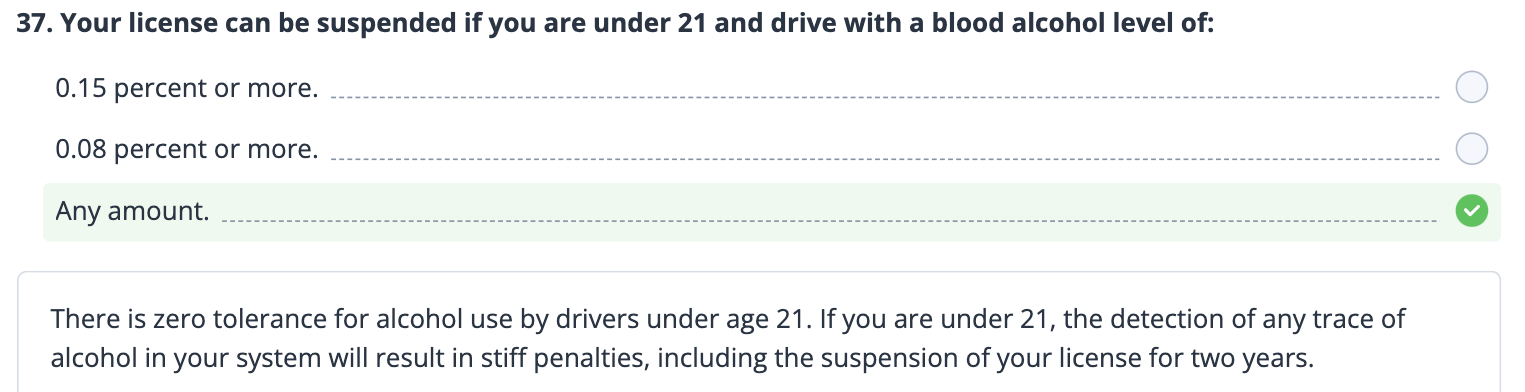 37. Your license can be suspended if you are under 21 and drive with a blood alcohol level of:
0.15 percent or more.
0.08 percent or more.
Any amount.
There is zero tolerance for alcohol use by drivers under age 21. If you are under 21, the detection of any trace of
alcohol in your system will result in stiff penalties, including the suspension of your license for two years.